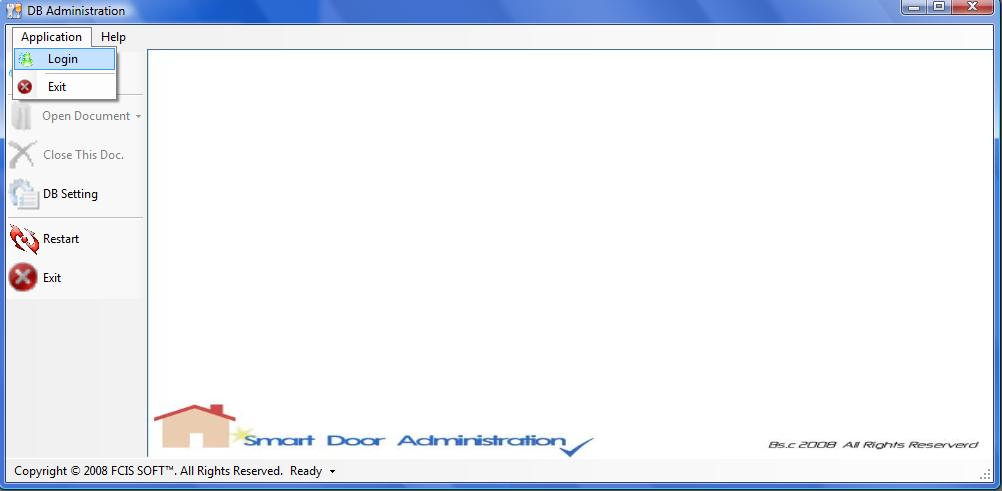 DB Administration
Application Help
Login
Exit
Open Document
Close This Doc.
DB Setting
Restart
Exit
Smart Door Administration
Bs.c 2008 All Rights Reserverd
Copyright © 2008 FCIS SOFT™. All Rights Reserved. Ready